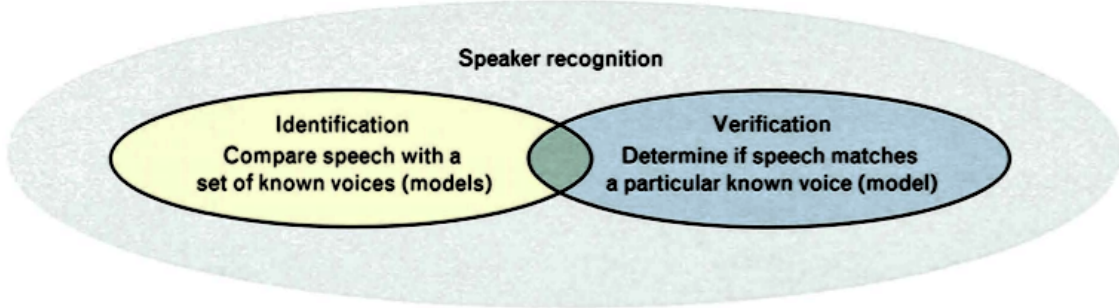 Speaker recognition
Identification
Compare speech with a
set of known voices (models)
Verification
Determine if speech matches
a particular known voice (model)